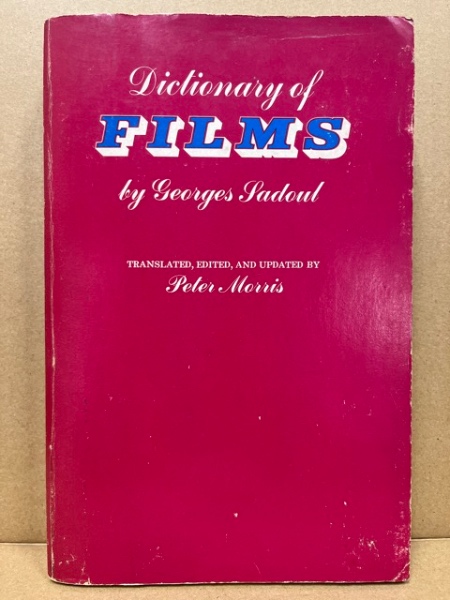 Dictionary of
FILMS
by Georges Sadoul
TRANSLATED, EDITED, AND UPDATED BY
Peter Morris